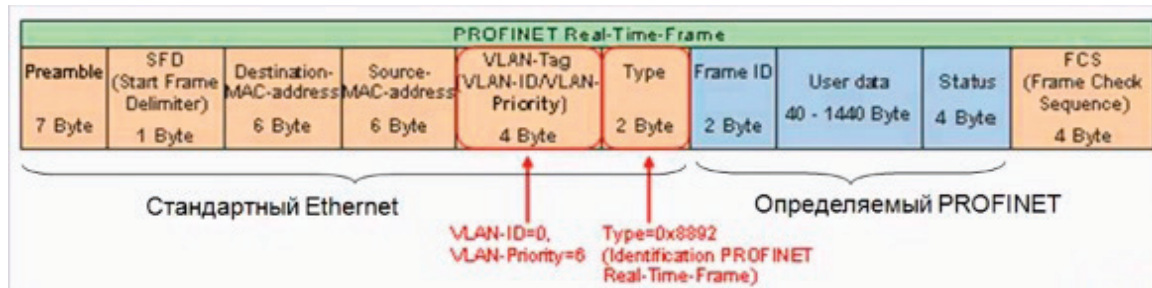 PROFINET Real-Time-Frame
Preamble
7 Byte
SFD
(Start Frame
Delimiter)
1 Byte
Destination-
MAC-address
6 Byte
Source-
MAC-address
6 Byte
VLAN-Tag
(VLAN-ID/VLAN-
Priority)
4 Byte
Type
2 Byte
Frame ID
2 Byte
User data
40 - 1440 Byte
Status
4 Byte
FCS
(Frame Check
Sequence)
4 Byte
Стандартный Ethernet
Определяемый PROFINET
VLAN-ID=0,
VLAN-Priority=6
Type=0x8892
(Identification PROFINET
Real-Time-Frame)